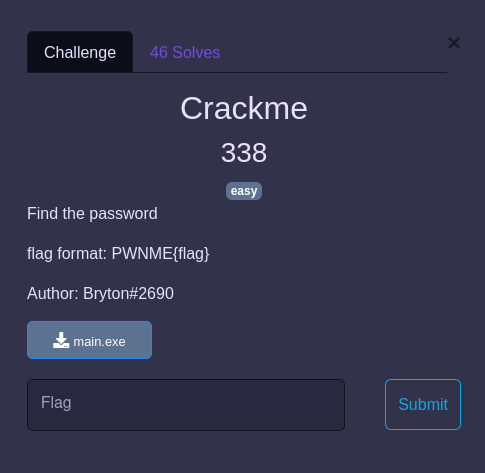 Challenge
46 Solves
×
Crackme
338
easy
Find the password
flag format: PWNME{flag}
Author: Bryton#2690
main.exe
Flag
Submit